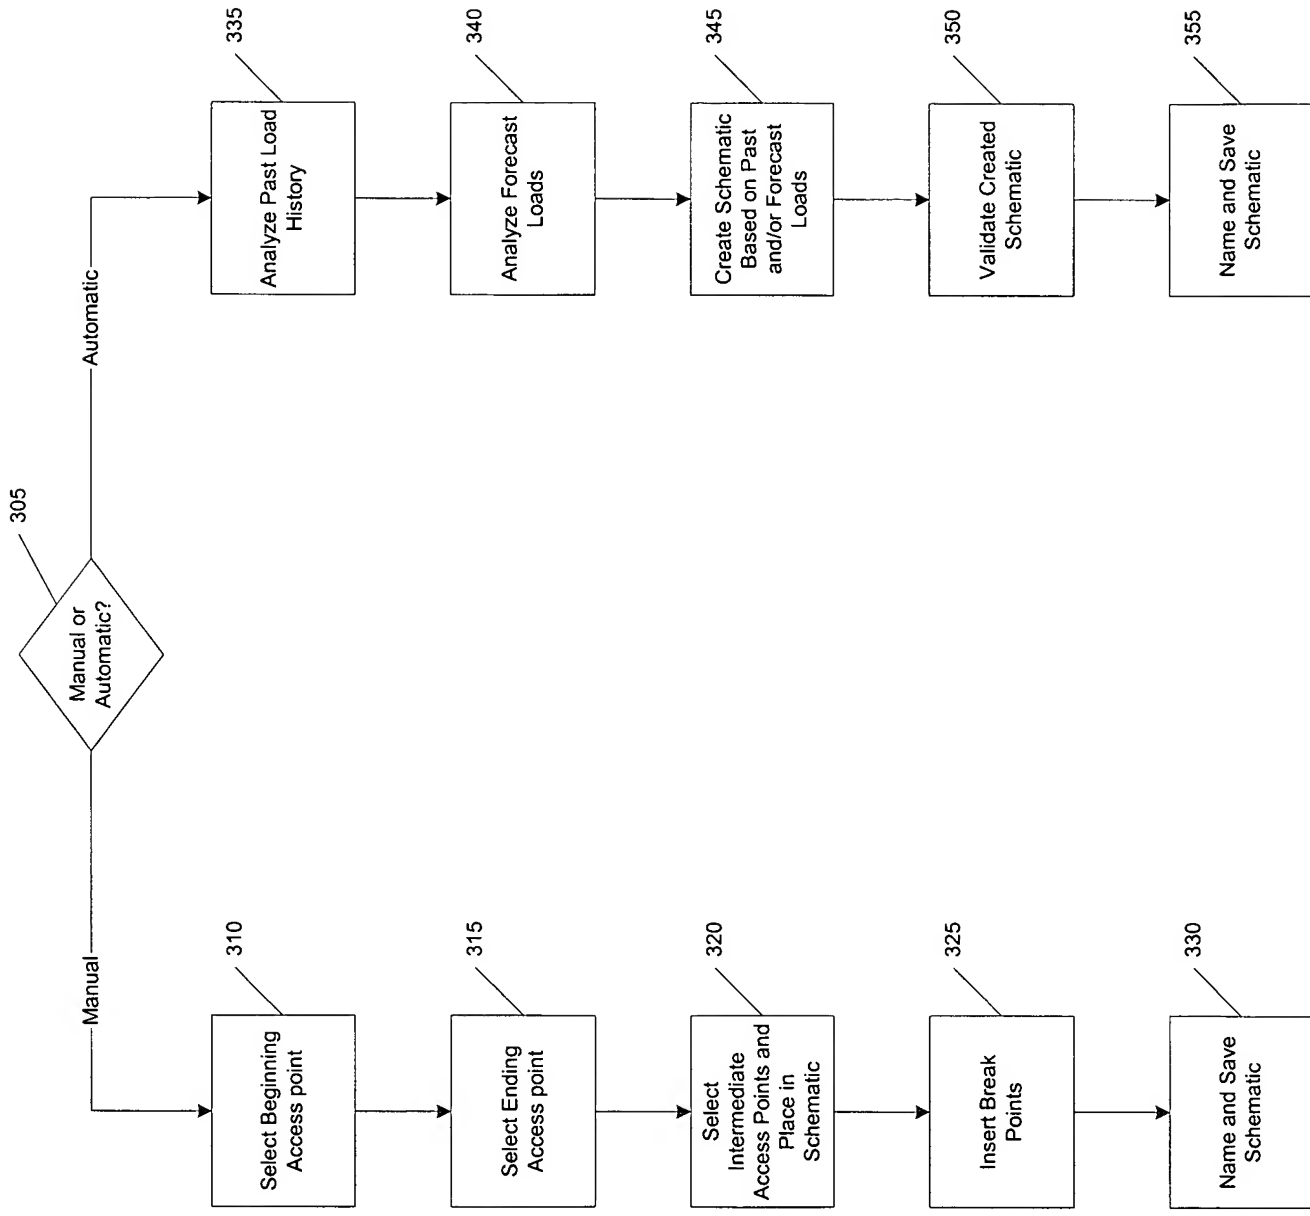 305
Manual or
Automatic?
Manual
Automatic
310
Select Beginning
Access point
315
Select Ending
Access point
320
Select
Intermediate
Access Points and
Place in
Schematic
325
Insert Break
Points
330
Name and Save
Schematic
335
Analyze Past Load
History
340
Analyze Forecast
Loads
345
Create Schematic
Based on Past
and/or Forecast
Loads
350
Validate Created
Schematic
355
Name and Save
Schematic